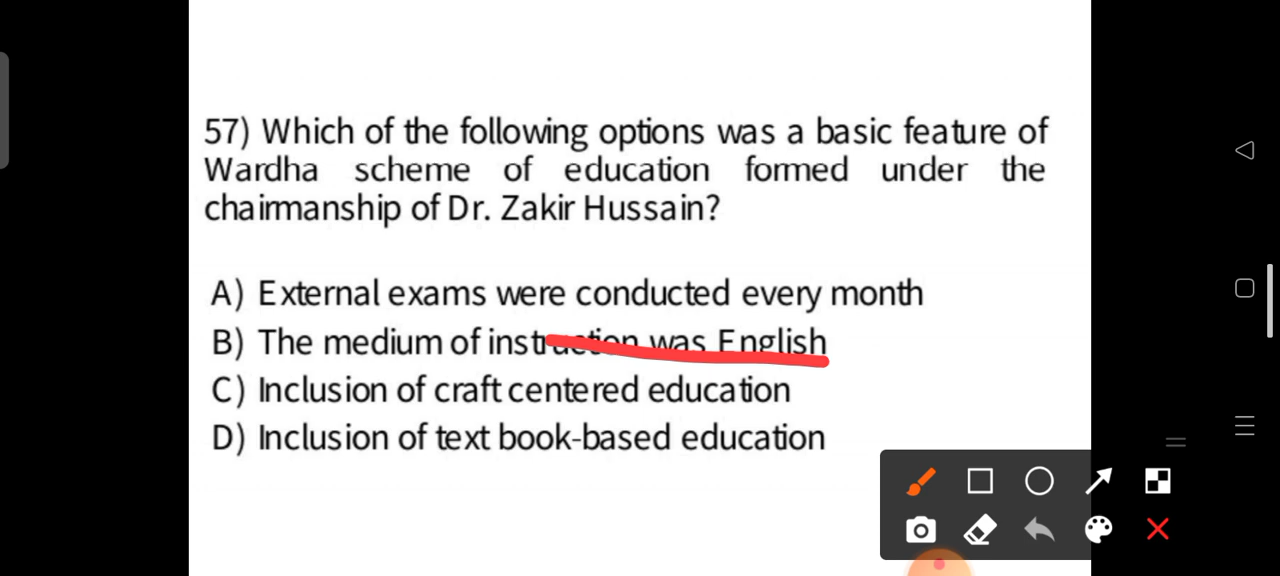 57) Which of the following options was a basic feature of
Wardha scheme of education formed under the
chairmanship of Dr. Zakir Hussain?
A) External exams were conducted every month
B) The medium of instruction was English
C) Inclusion of craft centered education
D) Inclusion of text book-based education